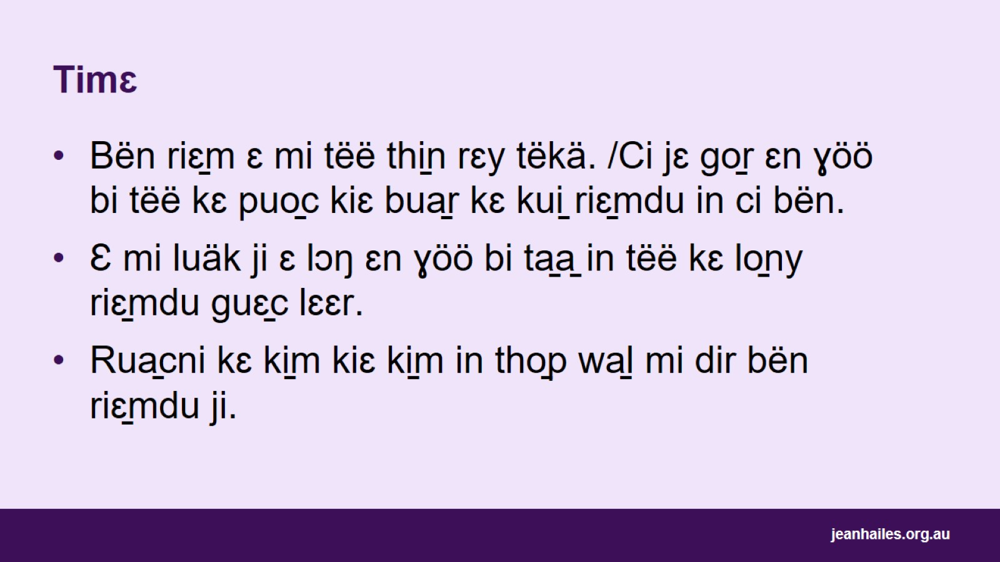 Timɛ
• Bën riɛ̱m ɛ mi tëë thi̱n rɛy tëkä. /Ci jɛ go̱r ɛn ɣöö
bi tëë kɛ puo̱c kiɛ bua̱r kɛ kui̱ riɛ̱mdu in ci bën.
• Ɛ mi luäk ji ɛ lɔŋ ɛn ɣöö bi ta̱a̱ in tëë kɛ lo̱ny
riɛ̱mdu guɛ̱c lɛɛr.
• Rua̱cni kɛ ki̱m kiɛ ki̱m in tho̱p wa̱l mi dir bën
riɛ̱mdu ji.
jeanhailes.org.au